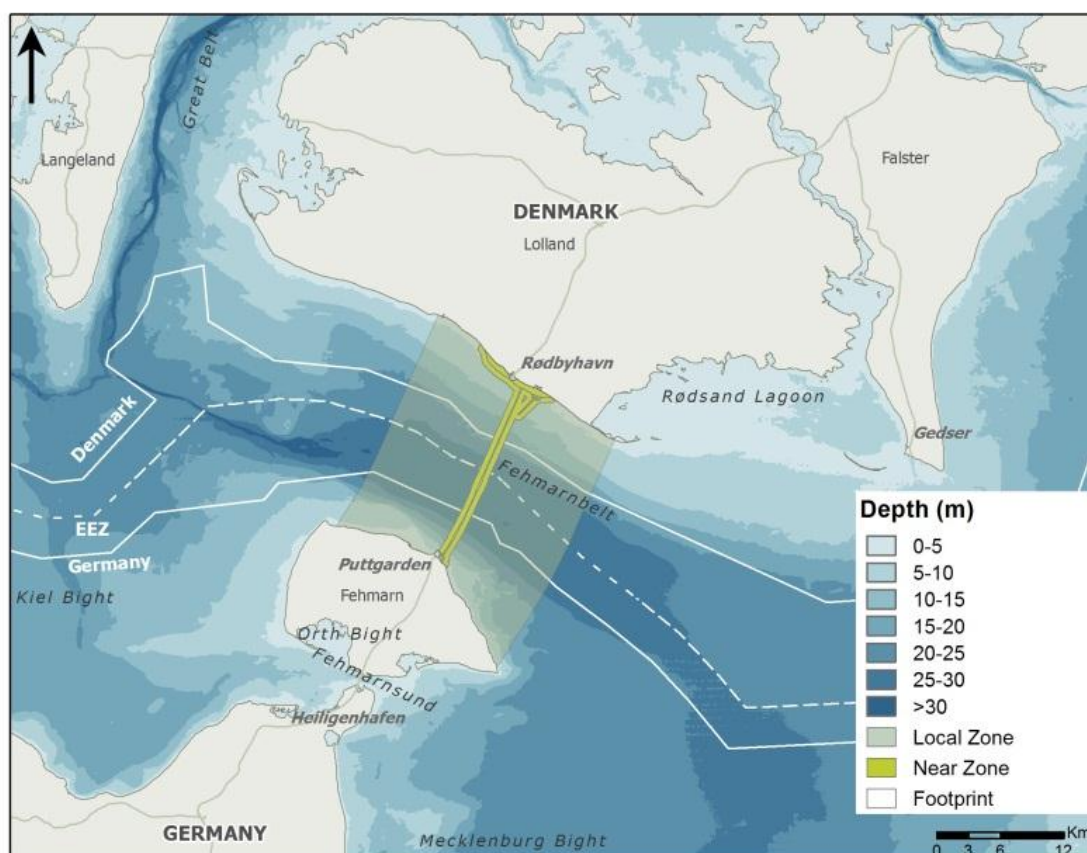 Great Belt
Langeland
Falster
DENMARK
Lolland
Rødbyhavn
Rødsand Lagoon
Gedser
Denmark
Fehmarnbelt
EEZ
Germany
Puttgarden
Kiel Bight
Fehmarn
Orth Bight
Fehmarnsund
Heiligenhafen
GERMANY
Mecklenburg Bight
Depth (m)
0-5
5-10
10-15
15-20
20-25
25-30
>30
Local Zone
Near Zone
Footprint
Km
0 3 6 12